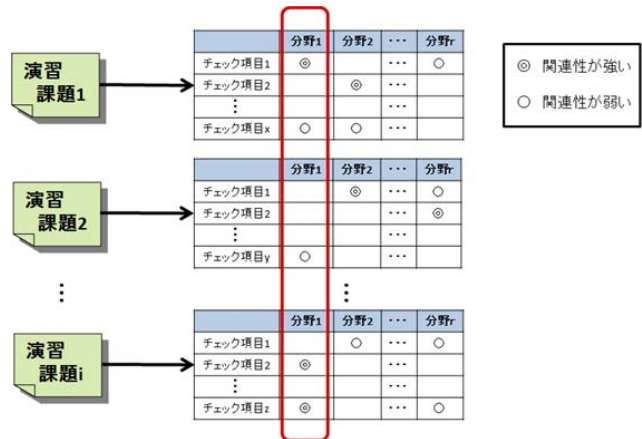 演習
課題1
分野1 分野2 ・・・ 分野r
チェック項目1 ◎ ・・・ ○
チェック項目2 ◎ ・・・
⋮ ・・・
チェック項目x ○ ○ ・・・
◎ 関連性が強い
○ 関連性が弱い
演習
課題2
分野1 分野2 ・・・ 分野r
チェック項目1 ◎ ・・・ ○
チェック項目2 ・・・ ◎
⋮ ・・・
チェック項目y ○ ・・・
⋮ ⋮
演習
課題i
分野1 分野2 ・・・ 分野r
チェック項目1 ○ ・・・ ○
チェック項目2 ◎ ・・・
⋮ ・・・
チェック項目z ◎ ・・・ ○